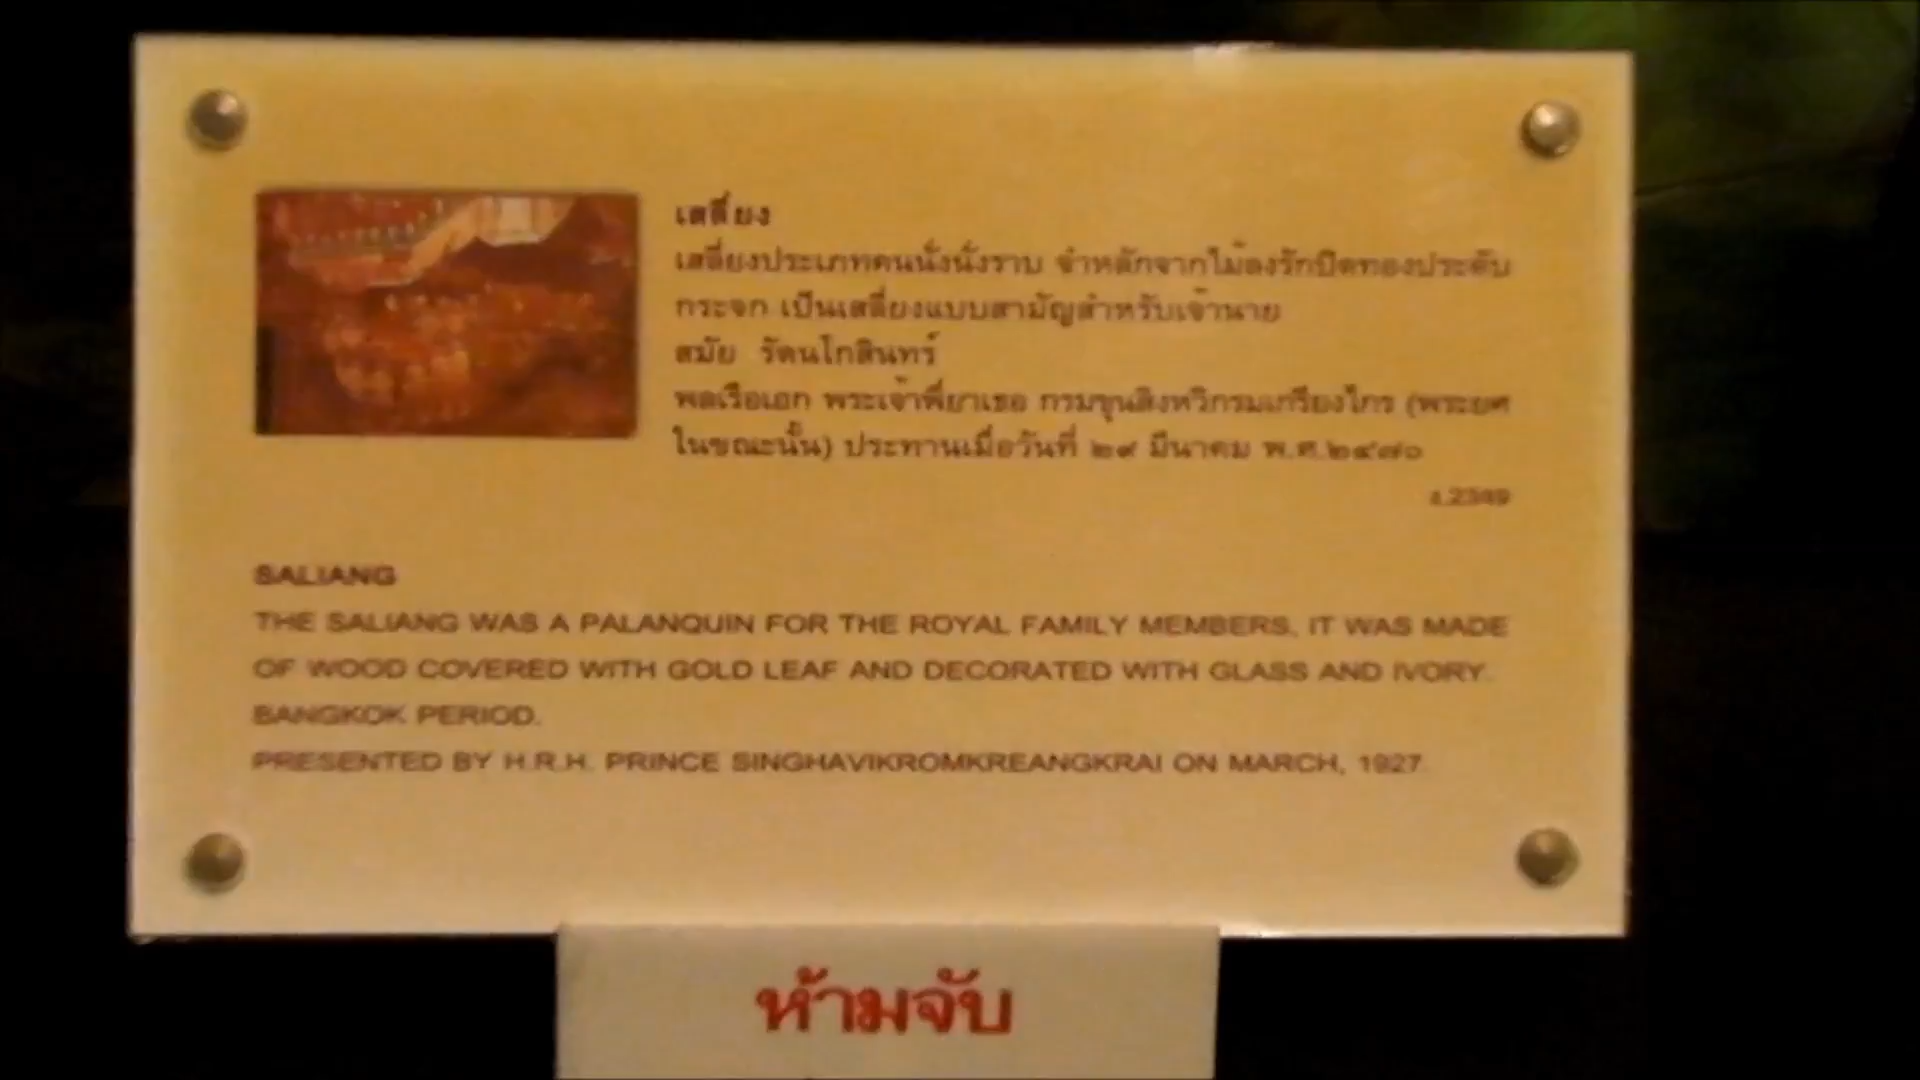 เสลี่ยง
เสลี่ยงประเภทคนนั่งนั่งราบ จำหลักจากไม้ลงรักปิดทองประดับ
กระจก เป็นเสลี่ยงแบบสามัญสำหรับเจ้านาย
สมัย รัตนโกสินทร์
พลเรือเอก พระเจ้าพี่ยาเธอ กรมขุนสิงหวิกรมเกรียงไกร (พระยศ
ในขณะนั้น) ประทานเมื่อวันที่ ๒๙ มีนาคม พ.ศ.๒๔๗๐
2349
SALIANG
THE SALIANG WAS A PALANQUIN FOR THE ROYAL FAMILY MEMBERS, IT WAS MADE
OF WOOD COVERED WITH GOLD LEAF AND DECORATED WITH GLASS AND IVORY.
BANGKOK PERIOD.
PRESENTED BY H.R.H. PRINCE SINGHAVIKROMKREANGKRAI ON MARCH, 1927.
ห้ามจับ